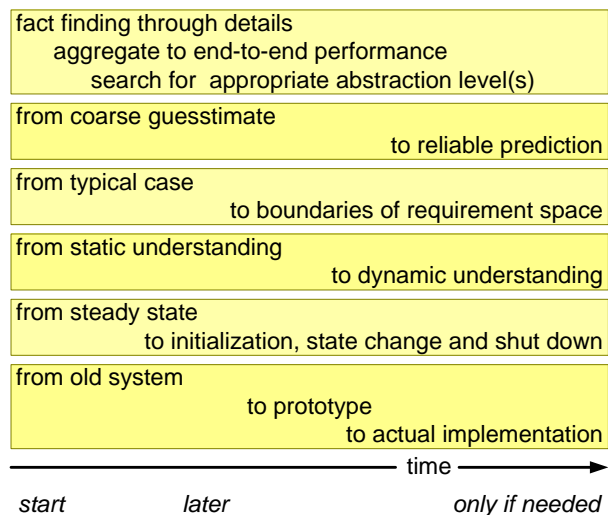 fact finding through details
aggregate to end-to-end performance
search for appropriate abstraction level(s)
from coarse guesstimate
to reliable prediction
from typical case
to boundaries of requirement space
from static understanding
to dynamic understanding
from steady state
to initialization, state change and shut down
from old system
to prototype
to actual implementation
time
start later only if needed